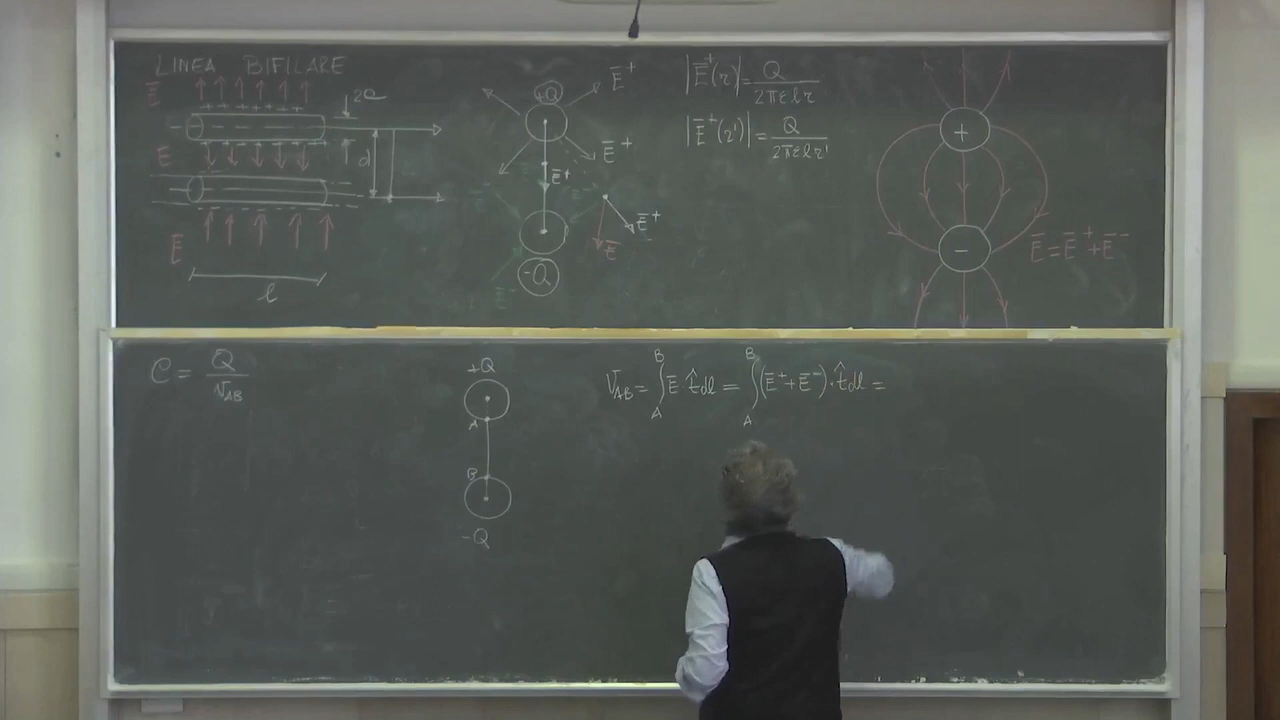 LINEA BIFILARE
E
2a
E
d
E
l
+Q
E⁺
E⁺
E⁺
E⁺
E
E⁻
-Q
|E⁺(r)| = Q / 2πεlr
|E⁺(r')| = Q / 2πεlr'
+
-
E = E⁺ + E⁻
C = Q / V_AB
+Q
A
B
-Q
V_AB = ∫_A^B E · t̂ dl = ∫_A^B (E⁺ + E⁻) · t̂ dl =